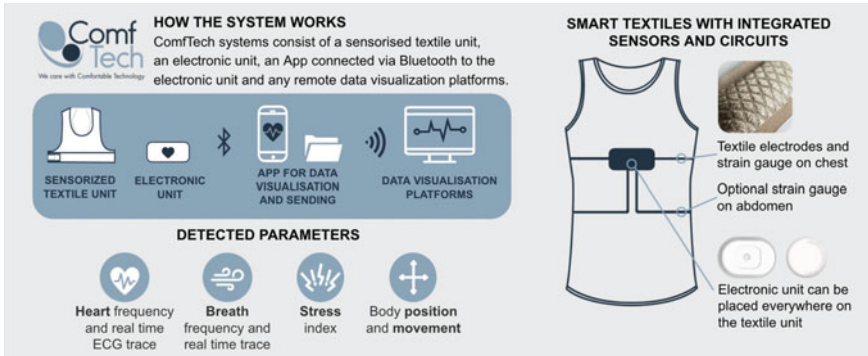 Comf
Tech
We care with Comfortable Technology
HOW THE SYSTEM WORKS
ComfTech systems consist of a sensorised textile unit,
an electronic unit, an App connected via Bluetooth to the
electronic unit and any remote data visualization platforms.
SENSORIZED
TEXTILE UNIT
ELECTRONIC
UNIT
APP FOR DATA
VISUALISATION
AND SENDING
DATA VISUALISATION
PLATFORMS
DETECTED PARAMETERS
Heart frequency
and real time
ECG trace
Breath
frequency and
real time trace
Stress
index
Body position
and movement
SMART TEXTILES WITH INTEGRATED
SENSORS AND CIRCUITS
Textile electrodes and
strain gauge on chest
Optional strain gauge
on abdomen
Electronic unit can be
placed everywhere on
the textile unit